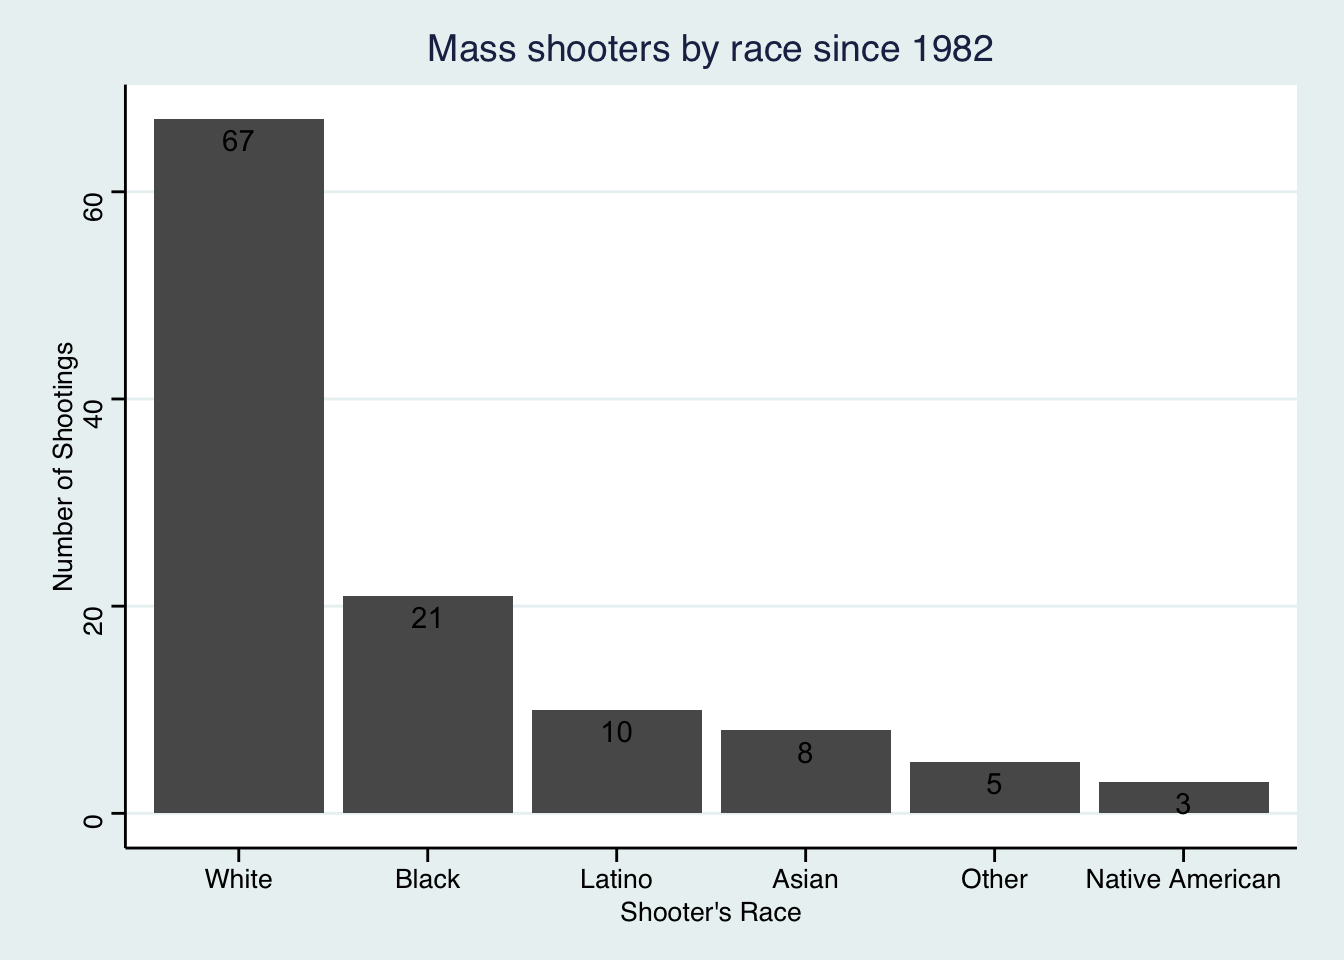 Mass shooters by race since 1982
Number of Shootings
60
40
20
0
67
21
10
8
5
3
White
Black
Latino
Asian
Other
Native American
Shooter's Race